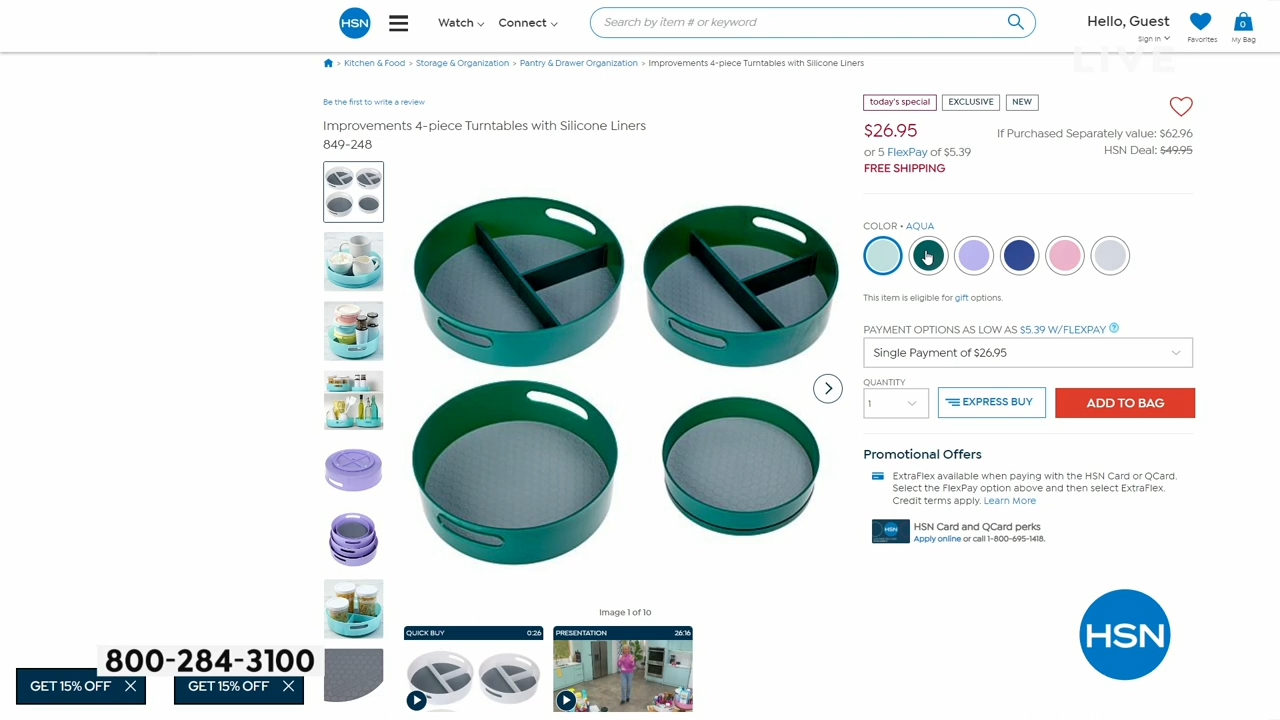 HSN
Watch
Connect
Search by item # or keyword
Hello, Guest
Sign in
Favorites
0
My Bag
LIVE
> Kitchen & Food > Storage & Organization > Pantry & Drawer Organization > Improvements 4-piece Turntables with Silicone Liners
Be the first to write a review
Improvements 4-piece Turntables with Silicone Liners
849-248
today's special
EXCLUSIVE
NEW
$26.95
If Purchased Separately value: $62.96
or 5 FlexPay of $5.39
HSN Deal: $49.95
FREE SHIPPING
COLOR • AQUA
This item is eligible for gift options.
PAYMENT OPTIONS AS LOW AS $5.39 W/FLEXPAY ?
Single Payment of $26.95
QUANTITY
1
EXPRESS BUY
ADD TO BAG
Promotional Offers
ExtraFlex available when paying with the HSN Card or QCard.
Select the FlexPay option above and then select ExtraFlex.
Credit terms apply. Learn More
HSN
HSN Card and QCard perks
Apply online or call 1-800-695-1418.
Image 1 of 10
QUICK BUY
0:26
PRESENTATION
26:16
HSN
800-284-3100
GET 15% OFF
GET 15% OFF